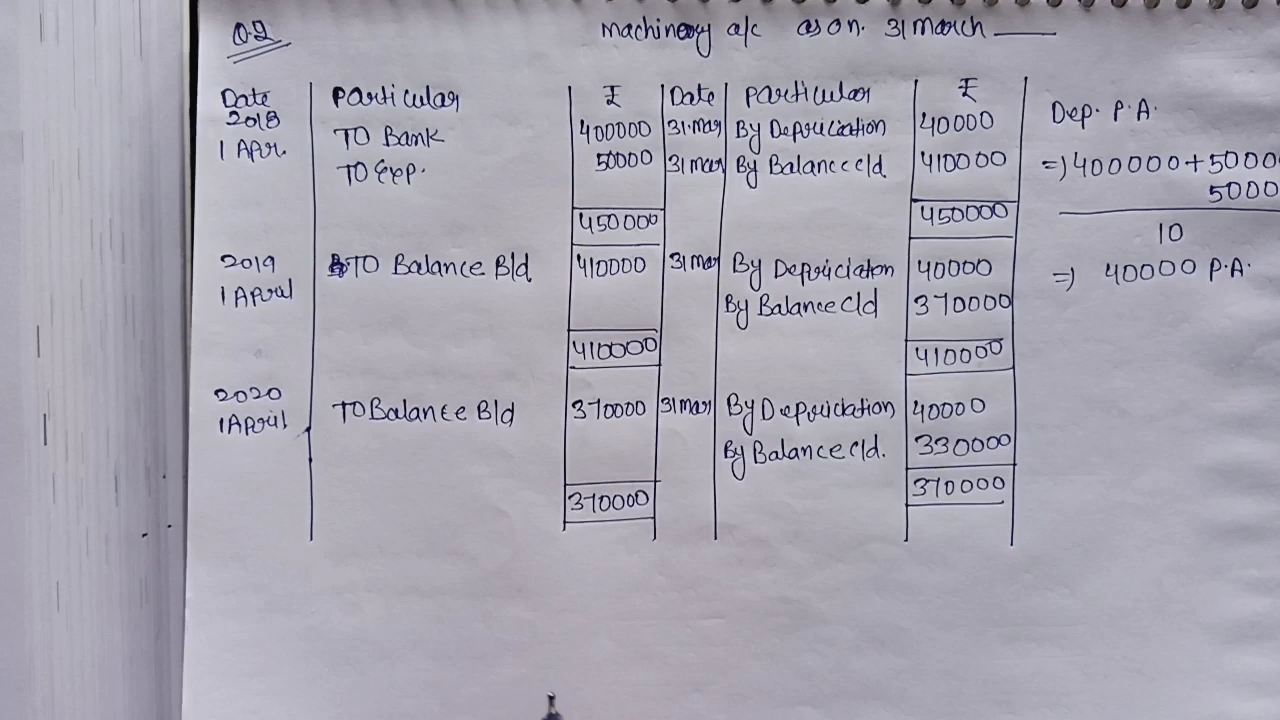 Q.2 Machinery a/c as on. 31 march
Date Particular ₹ Date Particular ₹
2018
1 Apr. TO Bank 400000 31.Mar By Depriciation 40000
TO Exp. 50000 31 Mar By Balance c/d 410000
450000 450000
2019 TO Balance B/d 410000 31 Mar By Depriciation 40000
1 April By Balance C/d 370000
410000 410000
2020
1 April TO Balance B/d 370000 31 Mar By Depriciation 40000
By Balance C/d. 330000
370000 370000
Dep. P.A.
=) 400000 + 5000
5000
10
=) 40000 P.A.